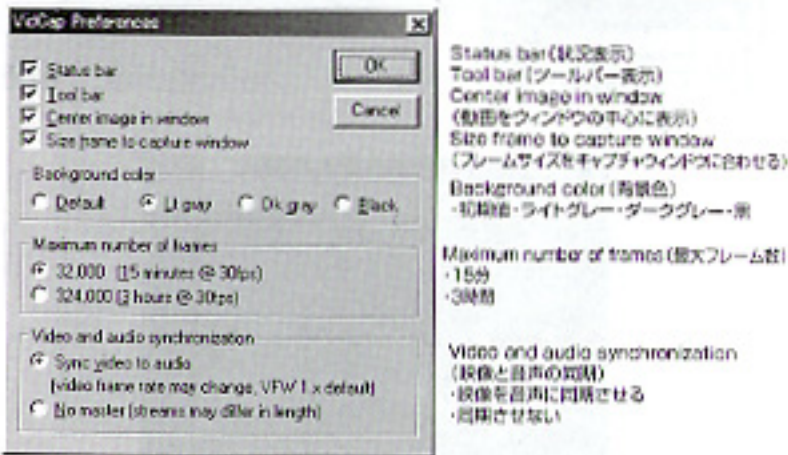 VidCap Preferences
Status bar
Tool bar
Center image in window
Size frame to capture window
OK
Cancel
Background color
Default
Lt gray
Dk gray
Black
Maximum number of frames
32,000 (15 minutes @ 30fps)
324,000 (3 hours @ 30fps)
Video and audio synchronization
Sync video to audio
(video frame rate may change, VFW 1.x default)
No master (streams may differ in length)
Status bar(状況表示)
Tool bar(ツールバー表示)
Center image in window
(動画をウィンドウの中心に表示)
Size frame to capture window
(フレームサイズをキャプチャウィンドウに合わせる)
Background color(背景色)
・初期値・ライトグレー・ダークグレー・黒
Maximum number of frames(最大フレーム数)
・15分
・3時間
Video and audio synchronization
(映像と音声の同期)
・映像を音声に同期させる
・同期させない